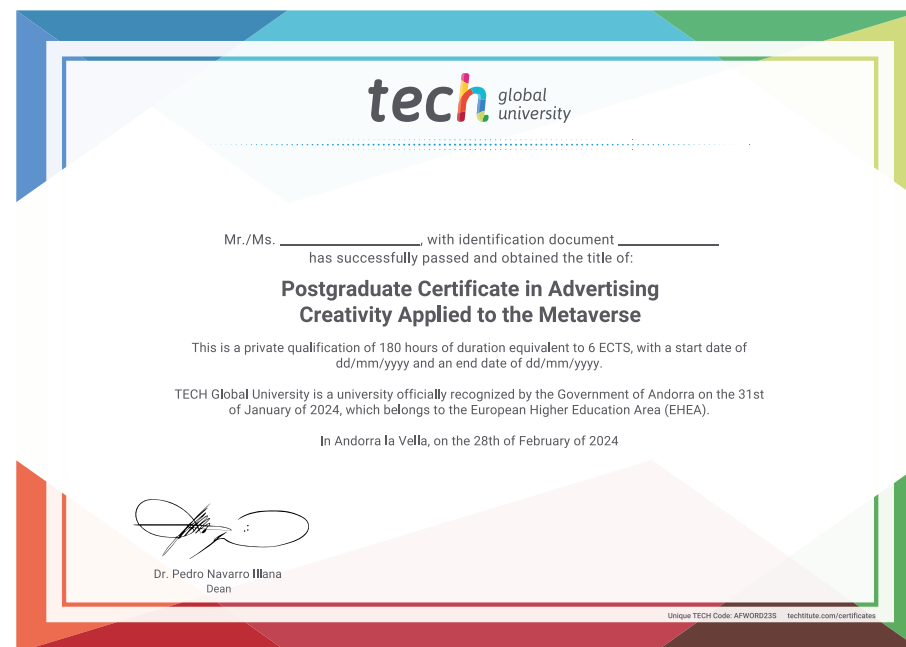 tech global university
Mr./Ms. ____________, with identification document ____________
has successfully passed and obtained the title of:
Postgraduate Certificate in Advertising
Creativity Applied to the Metaverse
This is a private qualification of 180 hours of duration equivalent to 6 ECTS, with a start date of
dd/mm/yyyy and an end date of dd/mm/yyyy.
TECH Global University is a university officially recognized by the Government of Andorra on the 31st
of January of 2024, which belongs to the European Higher Education Area (EHEA).
In Andorra la Vella, on the 28th of February of 2024
Dr. Pedro Navarro Illana
Dean
Unique TECH Code: AFWORD23S techtitute.com/certificates